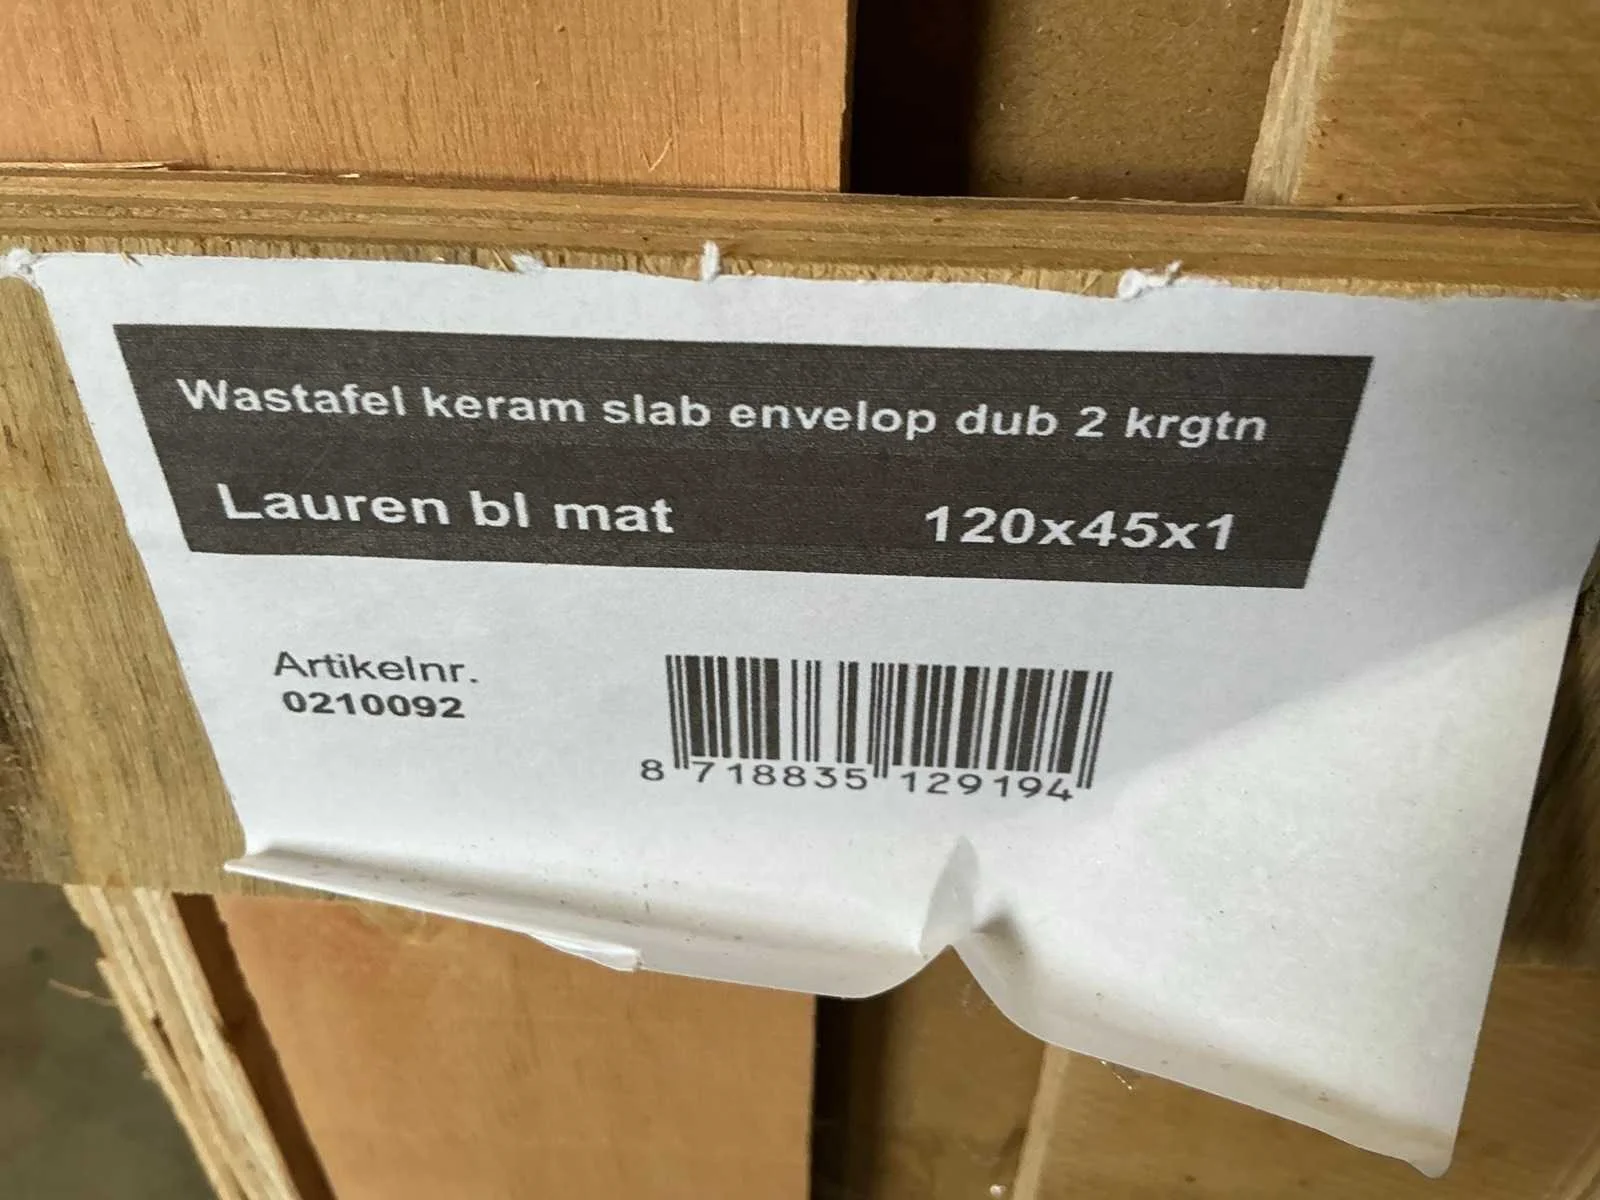 Wastafel keram slab envelop dub 2 krgtn
Lauren bl mat 120x45x1
Artikelnr.
0210092
8 718835 129194